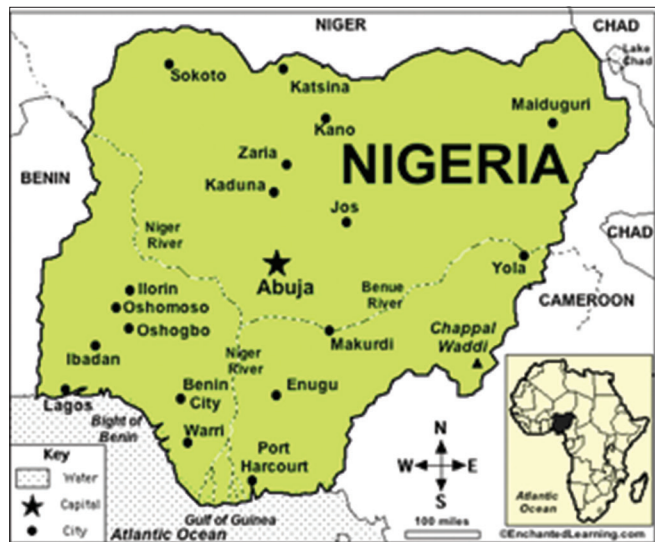 NIGER
CHAD
Lake
Chad
Sokoto
Katsina
Maiduguri
Kano
BENIN
Zaria
NIGERIA
Kaduna
Jos
CHAD
Niger
River
Yola
Abuja
Benue
River
CAMEROON
Ilorin
Oshomoso
Oshogbo
Makurdi
Chappal
Waddi
Ibadan
Niger
River
Lagos
Benin
City
Enugu
Bight of
Benin
Warri
Port
Harcourt
Key
Water
Capital
City
N
W
E
S
100 miles
Gulf of Guinea
Atlantic Ocean
Atlantic
Ocean
©EnchantedLearning.com